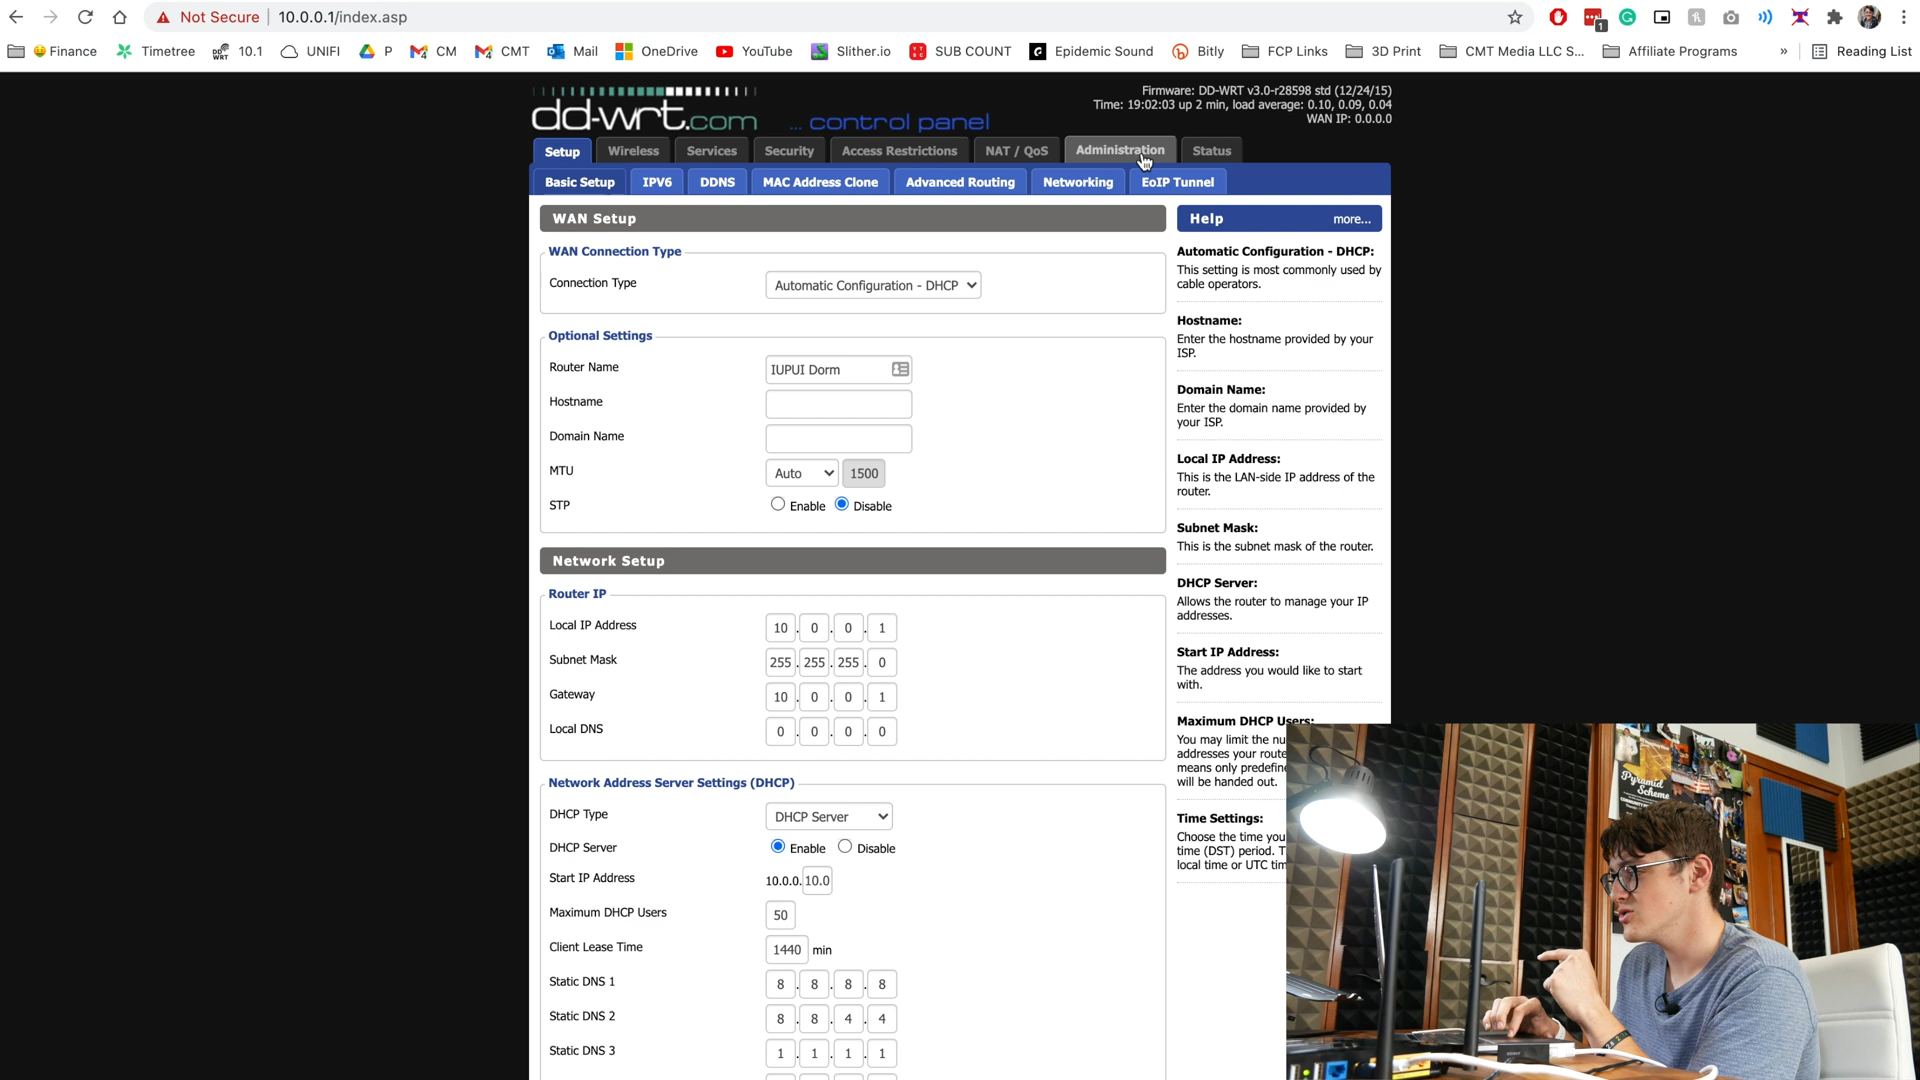 Not Secure | 10.0.0.1/index.asp
1
Finance Timetree DD WRT 10.1 UNIFI P CM CMT Mail OneDrive YouTube Slither.io SUB COUNT Epidemic Sound Bitly FCP Links 3D Print CMT Media LLC S... Affiliate Programs » Reading List
Firmware: DD-WRT v3.0-r28598 std (12/24/15)
Time: 19:02:03 up 2 min, load average: 0.10, 0.09, 0.04
WAN IP: 0.0.0.0
dd-wrt.com ... control panel
Setup Wireless Services Security Access Restrictions NAT / QoS Administration Status
Basic Setup IPV6 DDNS MAC Address Clone Advanced Routing Networking EoIP Tunnel
WAN Setup
WAN Connection Type
Connection Type Automatic Configuration - DHCP
Optional Settings
Router Name IUPUI Dorm
Hostname
Domain Name
MTU Auto 1500
STP Enable Disable
Network Setup
Router IP
Local IP Address 10 . 0 . 0 . 1
Subnet Mask 255 . 255 . 255 . 0
Gateway 10 . 0 . 0 . 1
Local DNS 0 . 0 . 0 . 0
Network Address Server Settings (DHCP)
DHCP Type DHCP Server
DHCP Server Enable Disable
Start IP Address 10.0.0. 10.0
Maximum DHCP Users 50
Client Lease Time 1440 min
Static DNS 1 8 . 8 . 8 . 8
Static DNS 2 8 . 8 . 4 . 4
Static DNS 3 1 . 1 . 1 . 1
Help more...
Automatic Configuration - DHCP:
This setting is most commonly used by
cable operators.
Hostname:
Enter the hostname provided by your
ISP.
Domain Name:
Enter the domain name provided by
your ISP.
Local IP Address:
This is the LAN-side IP address of the
router.
Subnet Mask:
This is the subnet mask of the router.
DHCP Server:
Allows the router to manage your IP
addresses.
Start IP Address:
The address you would like to start
with.
Maximum DHCP Users:
You may limit the nu
addresses your route
means only predefine
will be handed out.
Time Settings:
Choose the time you
time (DST) period. T
local time or UTC tim
Pyramid
Scheme